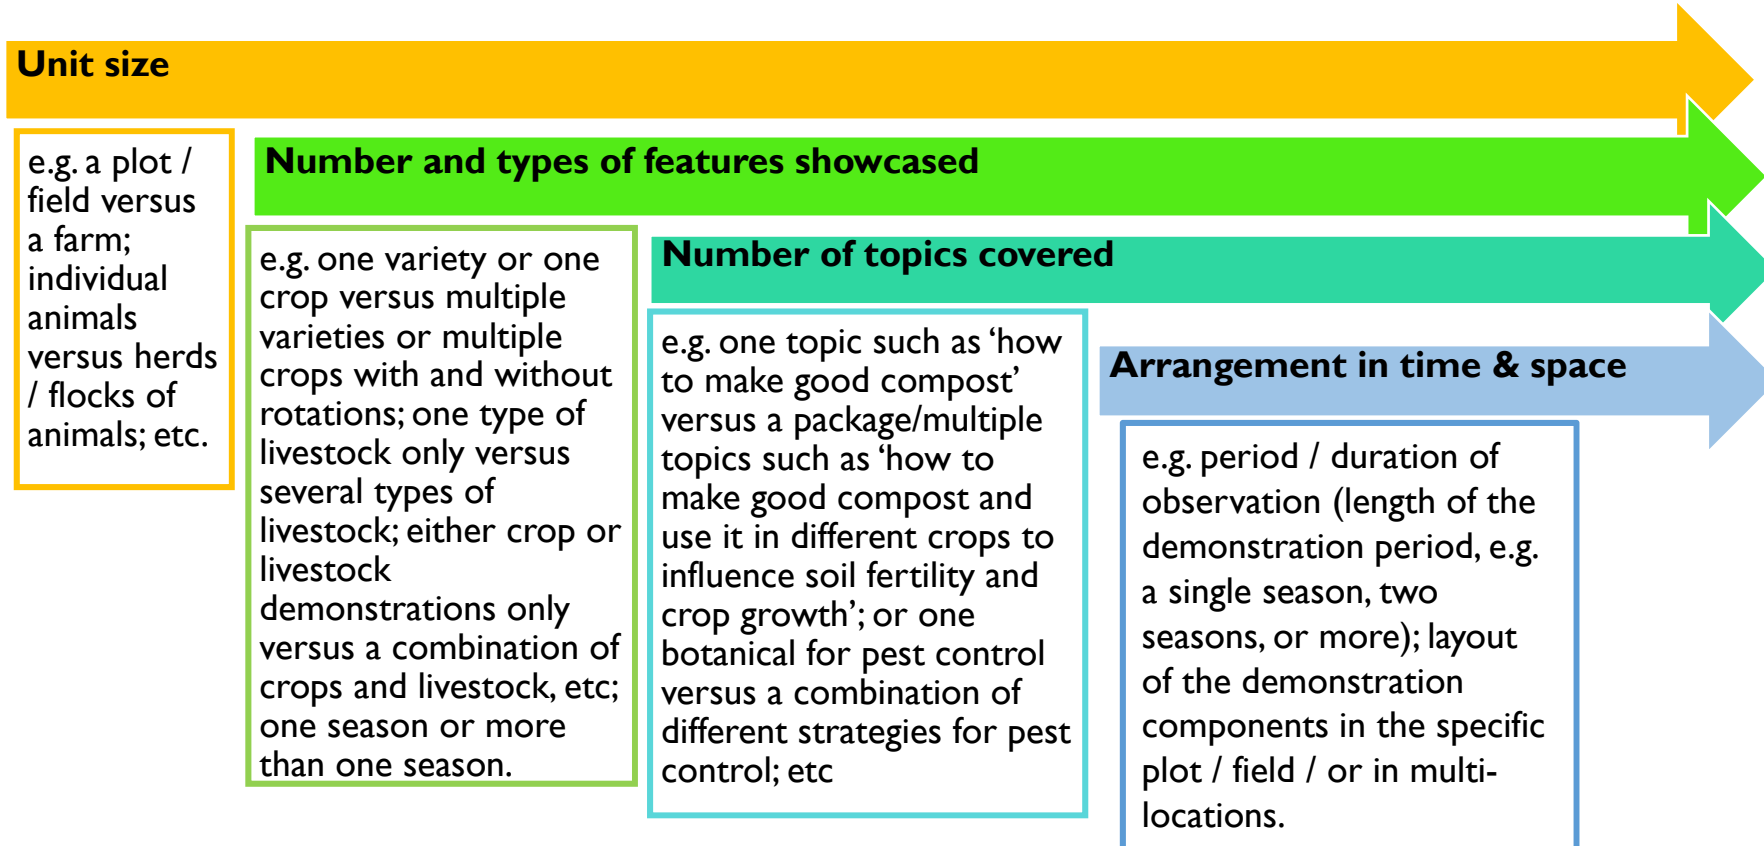 Unit size
e.g. a plot /
field versus
a farm;
individual
animals
versus herds
/ flocks of
animals; etc.
Number and types of features showcased
e.g. one variety or one
crop versus multiple
varieties or multiple
crops with and without
rotations; one type of
livestock only versus
several types of
livestock; either crop or
livestock
demonstrations only
versus a combination of
crops and livestock, etc;
one season or more
than one season.
Number of topics covered
e.g. one topic such as ‘how
to make good compost’
versus a package/multiple
topics such as ‘how to
make good compost and
use it in different crops to
influence soil fertility and
crop growth’; or one
botanical for pest control
versus a combination of
different strategies for pest
control; etc
Arrangement in time & space
e.g. period / duration of
observation (length of the
demonstration period, e.g.
a single season, two
seasons, or more); layout
of the demonstration
components in the specific
plot / field / or in multi-
locations.